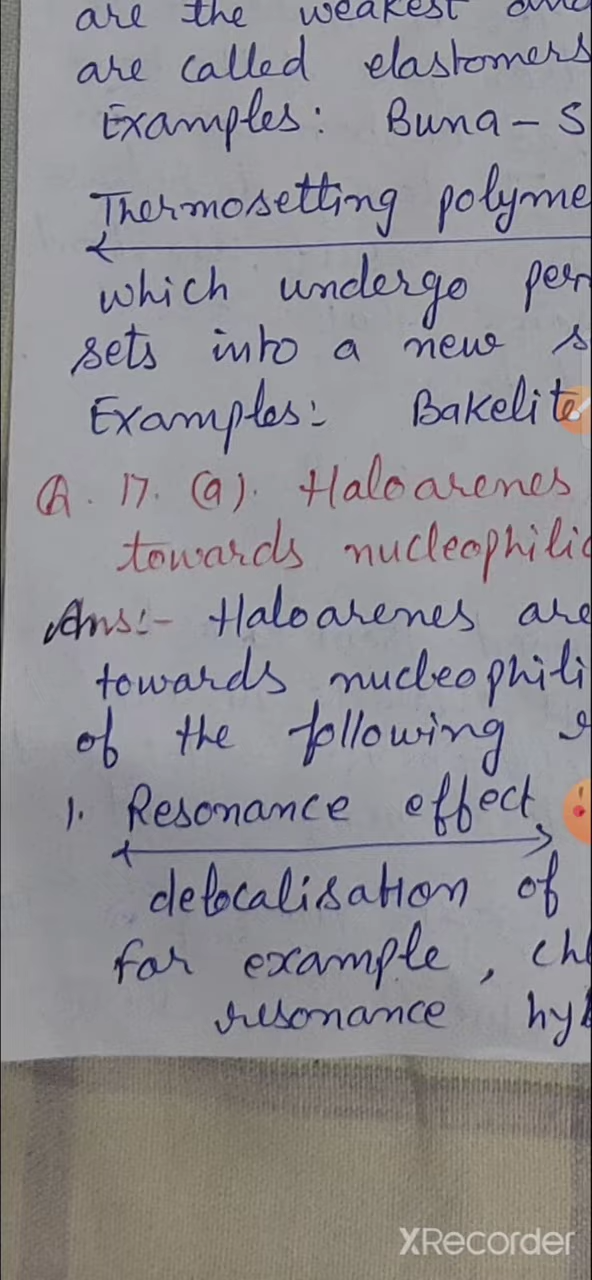 are the weakest
are called elastomers
Examples: Buna - S
Thermosetting polyme
which undergo per
sets into a new s
Examples:- Bakelite
Q. 17. (a). Haloarenes
towards nucleophilic
Ans:- Haloarenes are
towards nucleophili
of the following
1. Resonance effect
delocalisation of
for example, ch
resonance hy
XRecorder